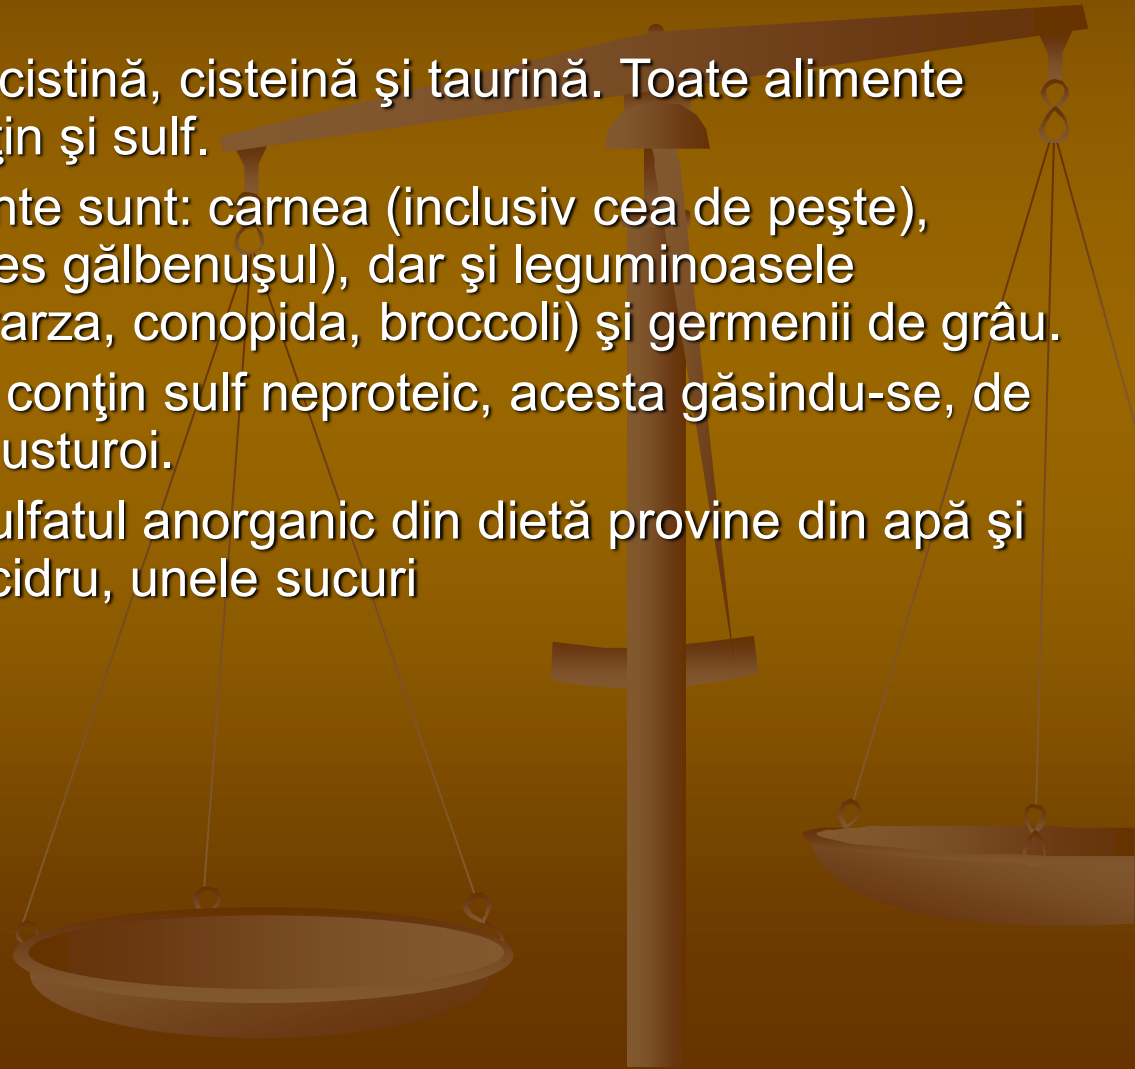 cistină, cisteină şi taurină. Toate alimente
ţin şi sulf.
nte sunt: carnea (inclusiv cea de peşte),
es gălbenuşul), dar şi leguminoasele
arza, conopida, broccoli) şi germenii de grâu.
conţin sulf neproteic, acesta găsindu-se, de
usturoi.
ulfatul anorganic din dietă provine din apă şi
cidru, unele sucuri